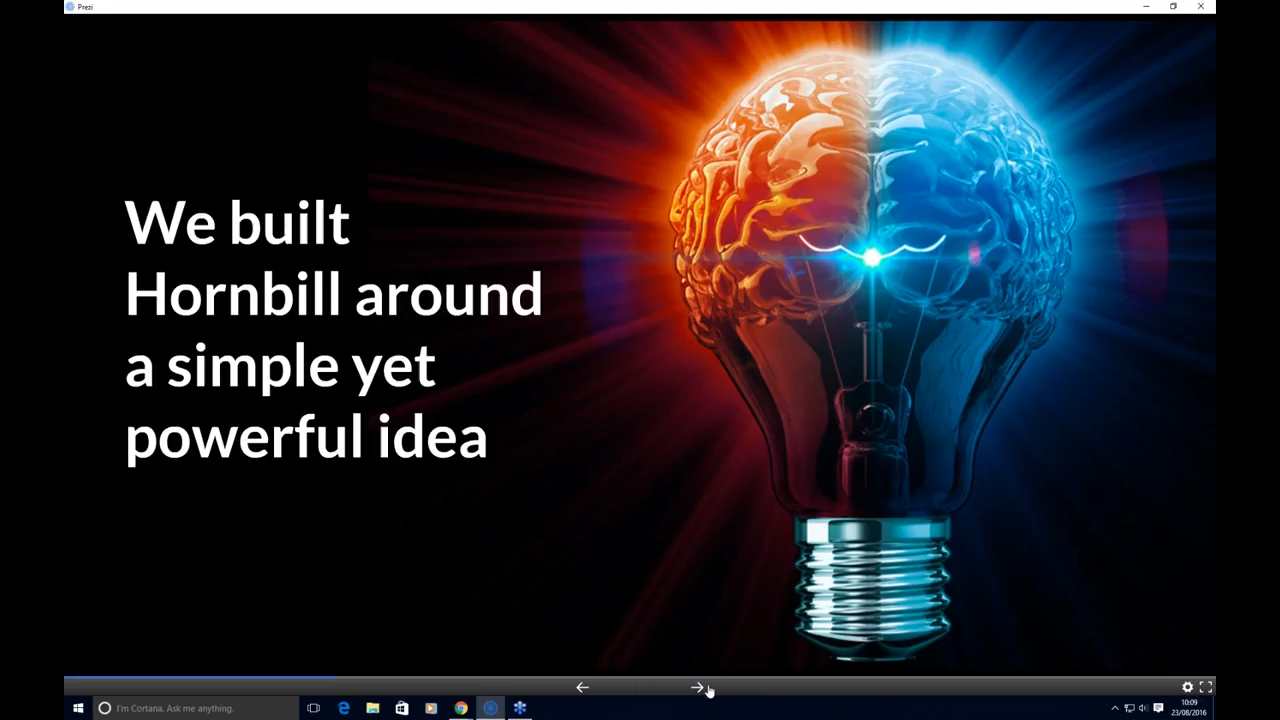 Prezi
We built
Hornbill around
a simple yet
powerful idea
I'm Cortana. Ask me anything.
10:09
23/08/2016